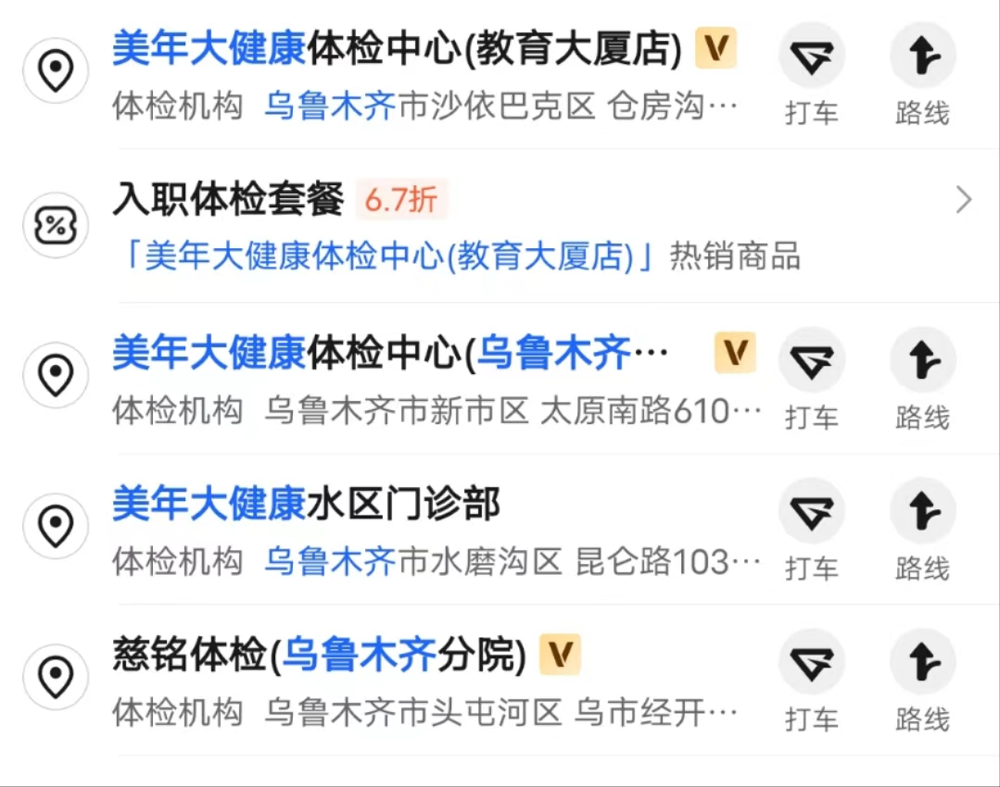 美年大健康体检中心(教育大厦店) V
体检机构 乌鲁木齐市沙依巴克区 仓房沟… 打车 路线
入职体检套餐 6.7折
「美年大健康体检中心(教育大厦店)」热销商品
美年大健康体检中心(乌鲁木齐… V
体检机构 乌鲁木齐市新市区 太原南路610… 打车 路线
美年大健康水区门诊部
体检机构 乌鲁木齐市水磨沟区 昆仑路103… 打车 路线
慈铭体检(乌鲁木齐分院) V
体检机构 乌鲁木齐市头屯河区 乌市经开… 打车 路线